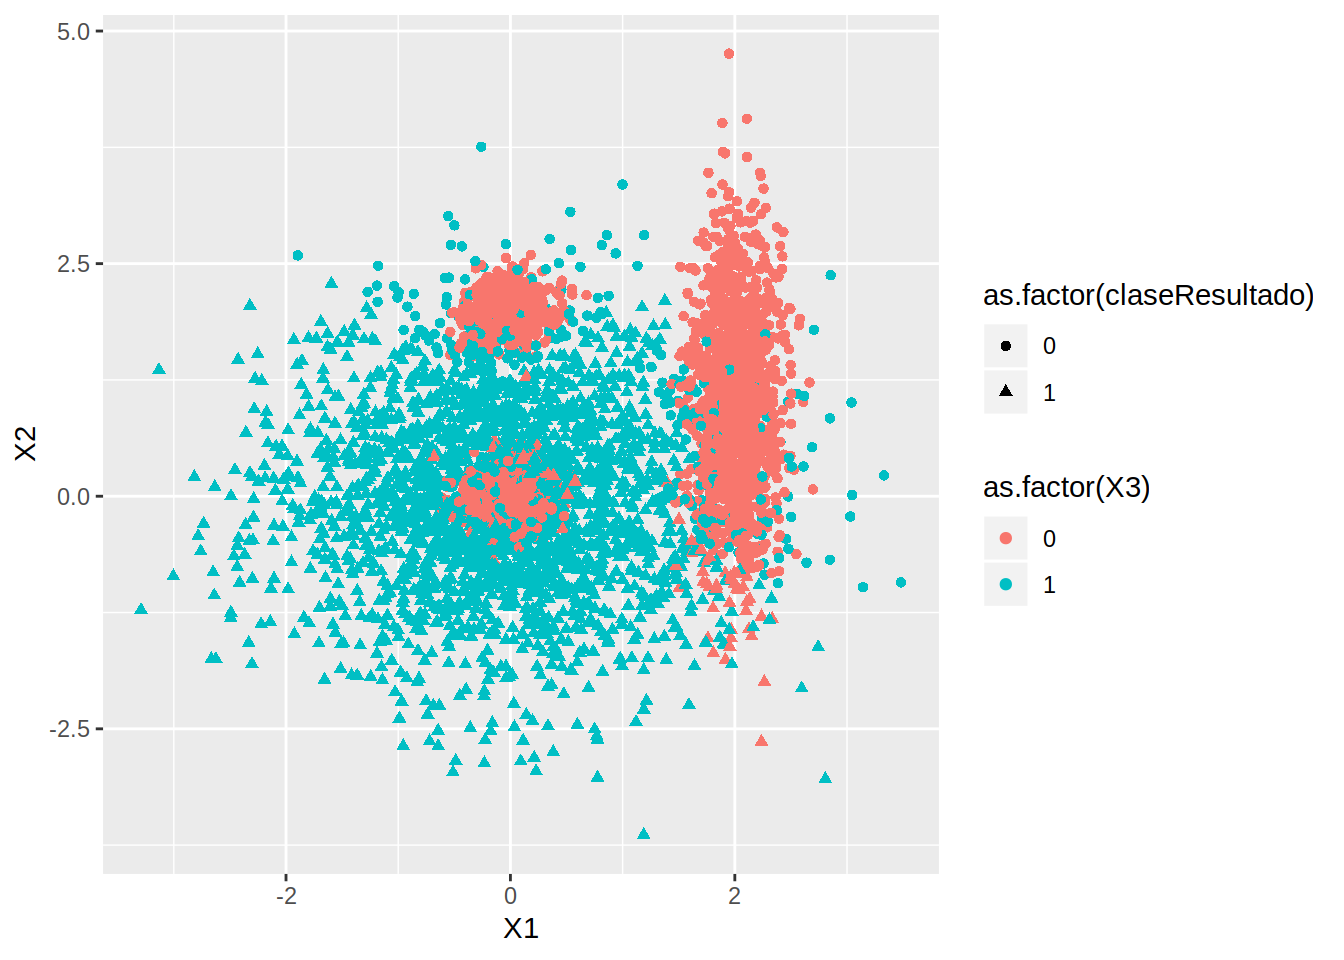 5.0
2.5
0.0
-2.5
X2
-2
0
2
X1
as.factor(claseResultado)
0
1
as.factor(X3)
0
1